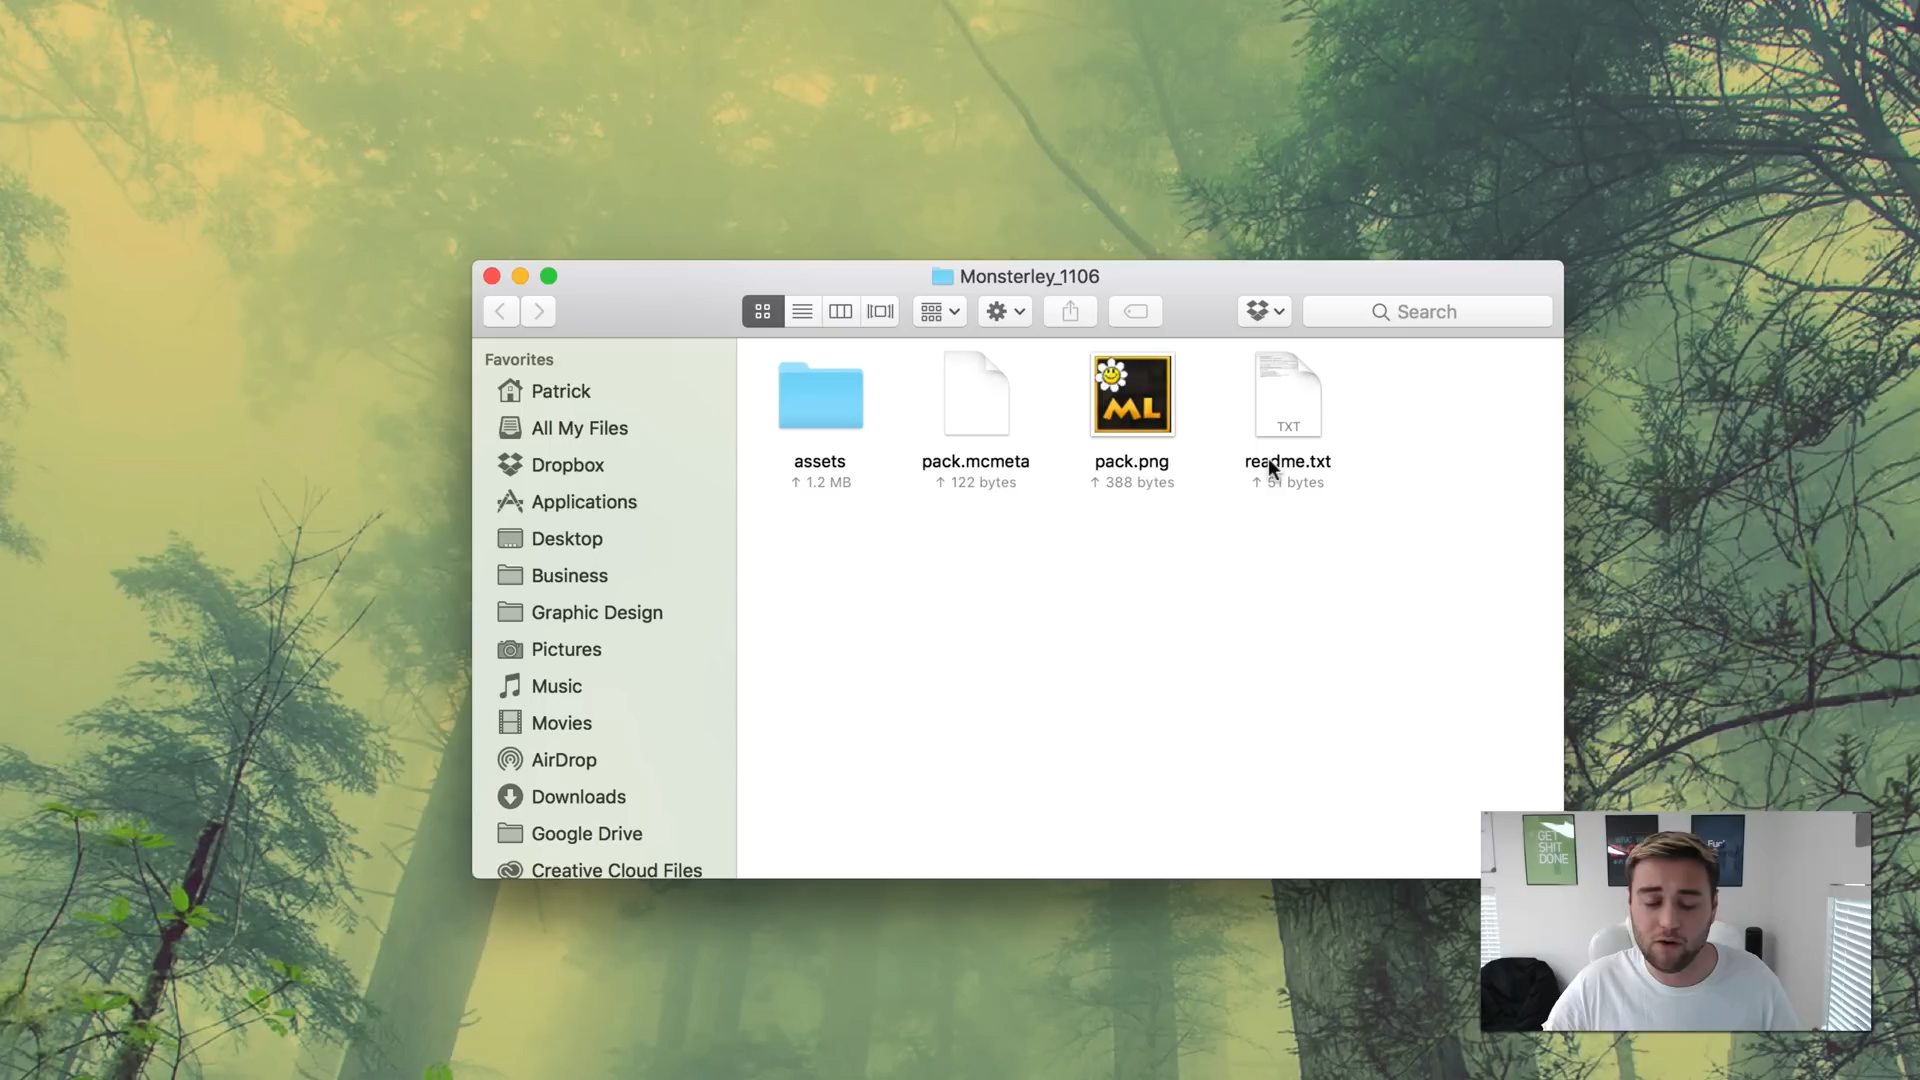 Monsterley_1106
Search
Favorites
Patrick
All My Files
Dropbox
Applications
Desktop
Business
Graphic Design
Pictures
Music
Movies
AirDrop
Downloads
Google Drive
Creative Cloud Files
ML
TXT
assets
pack.mcmeta
pack.png
readme.txt
↑ 1.2 MB
↑ 122 bytes
↑ 388 bytes
↑ 51 bytes
GET
SHIT
DONE